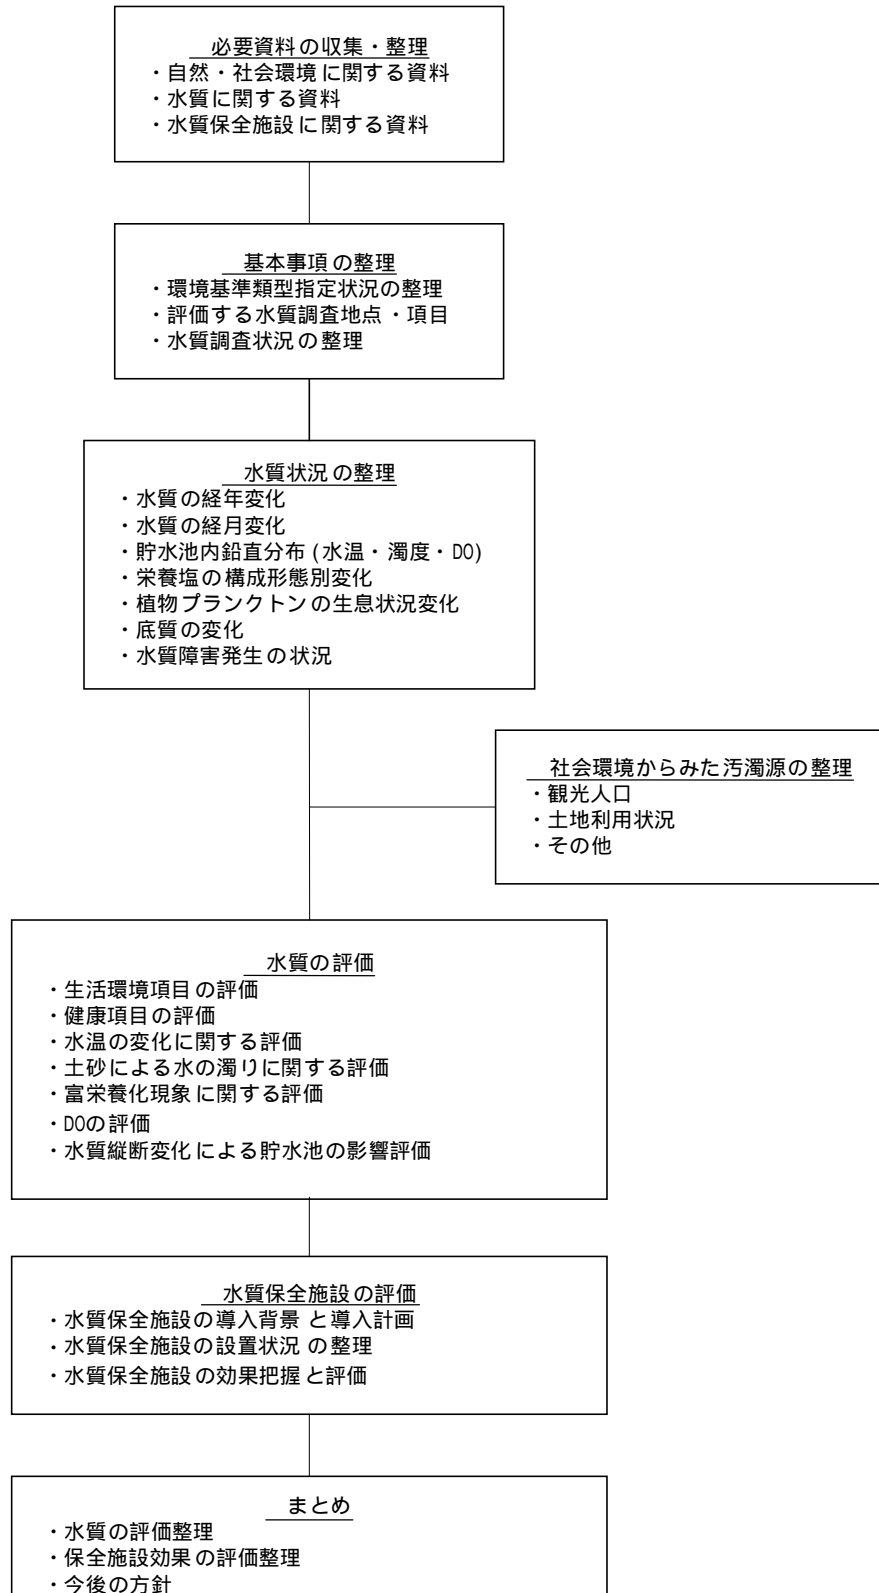 必要資料の収集・整理
・自然・社会環境に関する資料
・水質に関する資料
・水質保全施設に関する資料
基本事項の整理
・環境基準類型指定状況の整理
・評価する水質調査地点・項目
・水質調査状況の整理
水質状況の整理
・水質の経年変化
・水質の経月変化
・貯水池内鉛直分布(水温・濁度・DO)
・栄養塩の構成形態別変化
・植物プランクトンの生息状況変化
・底質の変化
・水質障害発生の状況
社会環境からみた汚濁源の整理
・観光人口
・土地利用状況
・その他
水質の評価
・生活環境項目の評価
・健康項目の評価
・水温の変化に関する評価
・土砂による水の濁りに関する評価
・富栄養化現象に関する評価
・DOの評価
・水質縦断変化による貯水池の影響評価
水質保全施設の評価
・水質保全施設の導入背景と導入計画
・水質保全施設の設置状況の整理
・水質保全施設の効果把握と評価
まとめ
・水質の評価整理
・保全施設効果の評価整理
・今後の方針